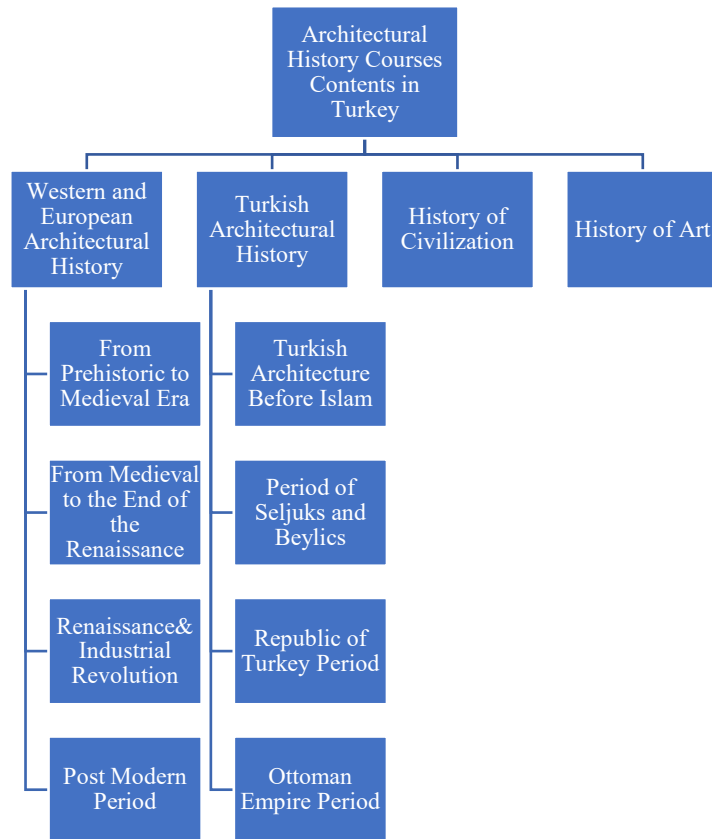 Architectural
History Courses
Contents in
Turkey
Western and
European
Architectural
History
Turkish
Architectural
History
History of
Civilization
History of Art
From
Prehistoric to
Medieval Era
From Medieval
to the End of
the
Renaissance
Renaissance&
Industrial
Revolution
Post Modern
Period
Turkish
Architecture
Before Islam
Period of
Seljuks and
Beylics
Republic of
Turkey Period
Ottoman
Empire Period